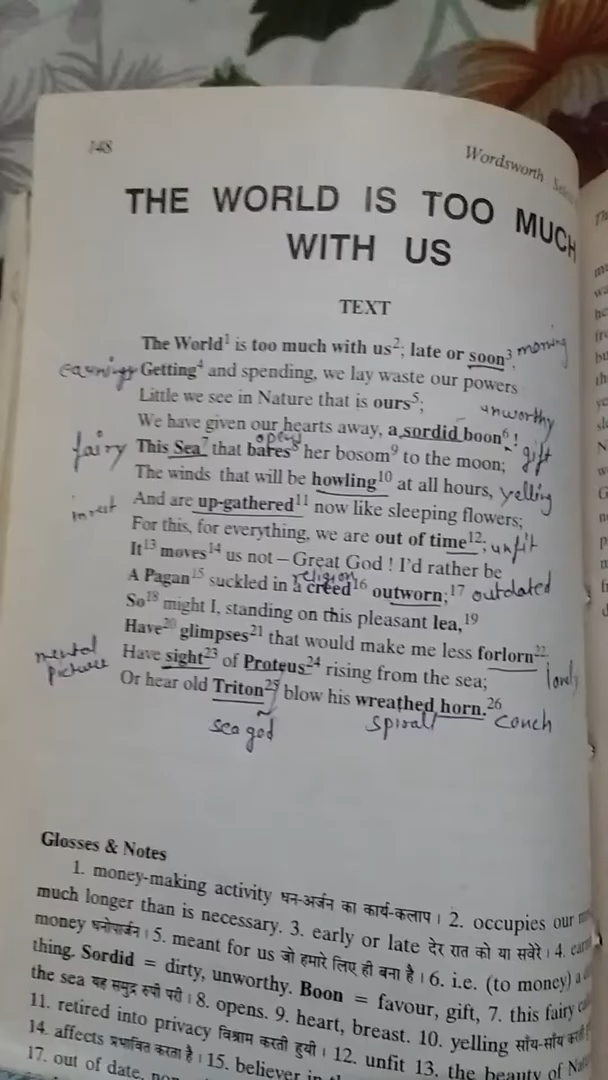 148
Wordsworth
THE WORLD IS TOO MUCH
WITH US
TEXT
The World¹ is too much with us²; late or soon³, morning
earnings Getting⁴ and spending, we lay waste our powers
Little we see in Nature that is ours⁵;
unworthy
We have given our hearts away, a sordid boon⁶ !
gift
open
fairy This Sea⁷ that bares⁸ her bosom⁹ to the moon;
The winds that will be howling¹⁰ at all hours, yelling
And are up-gathered¹¹ now like sleeping flowers;
For this, for everything, we are out of time¹²; unfit
It¹³ moves¹⁴ us not – Great God ! I'd rather be
religion
A Pagan¹⁵ suckled in a creed¹⁶ outworn;¹⁷ outdated
So¹⁸ might I, standing on this pleasant lea,¹⁹
Have²⁰ glimpses²¹ that would make me less forlorn²²
lonely
mental picture Have sight²³ of Proteus²⁴ rising from the sea;
Or hear old Triton²⁵ blow his wreathed horn.²⁶
sea god spirall conch
Glosses & Notes
1. money-making activity धन-अर्जन का कार्य-कलाप । 2. occupies our
much longer than is necessary. 3. early or late देर रात को या सवेरे । 4.
money धनोपार्जन । 5. meant for us जो हमारे लिए ही बना है । 6. i.e. (to money) a
thing. Sordid = dirty, unworthy. Boon = favour, gift, 7. this fairy
the sea यह समुद्र रुपी परी । 8. opens. 9. heart, breast. 10. yelling साँय-साँय
11. retired into privacy विश्राम करती हुयी । 12. unfit 13. the beauty of
14. affects प्रभावित करता है । 15. believer in
17. out of date,